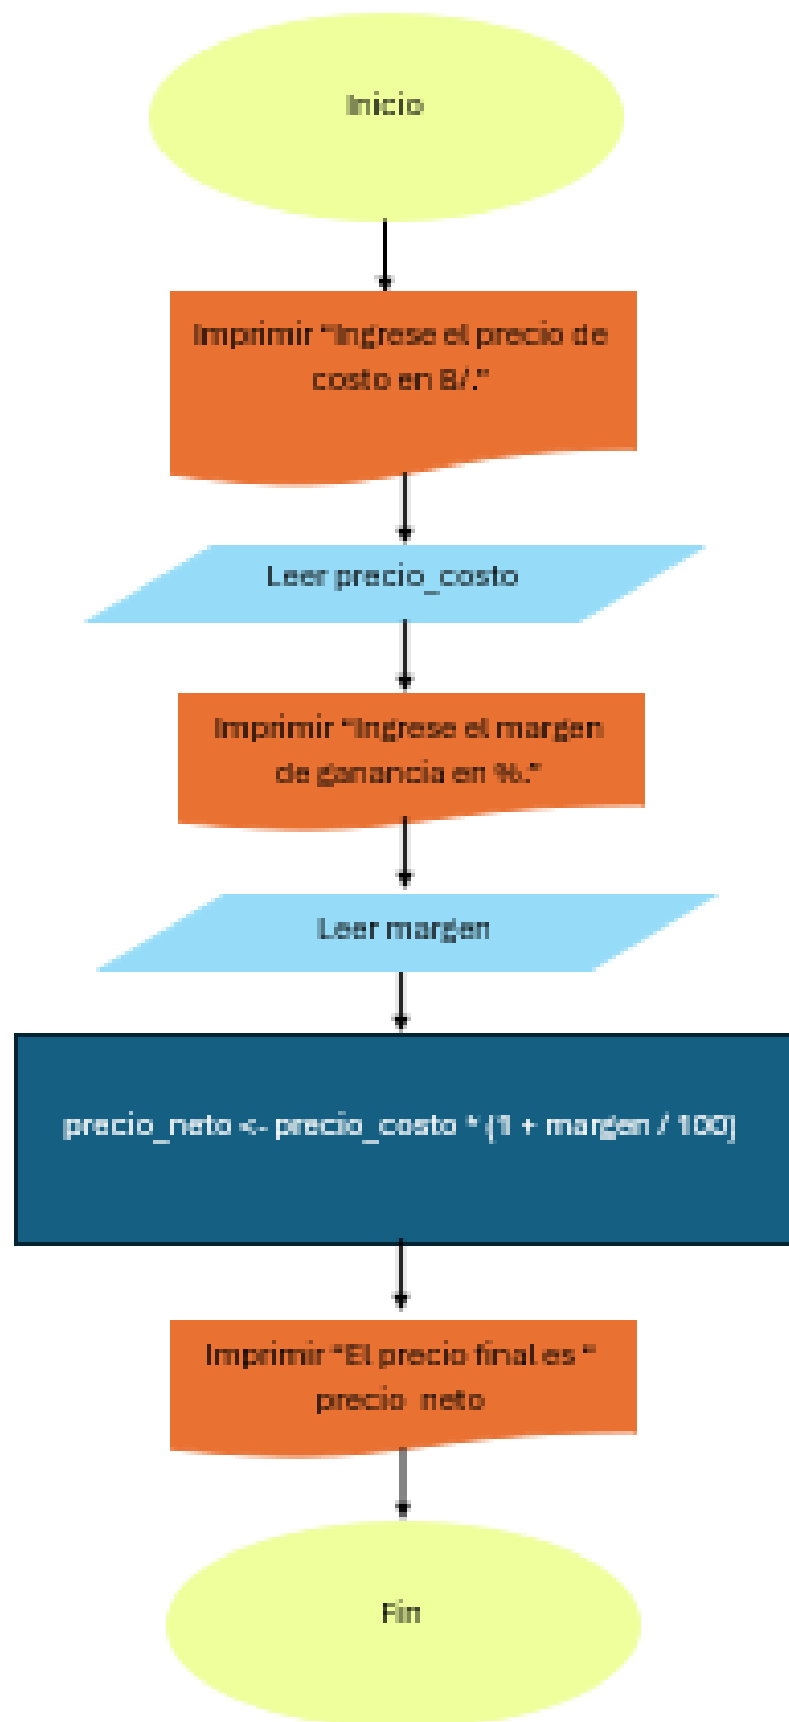 Inicio
Imprimir "Ingrese el precio de
costo en B/."
Leer precio_costo
Imprimir "Ingrese el margen
de ganancia en %."
Leer margen
precio_neto <- precio_costo * (1 + margen / 100)
Imprimir "El precio final es "
precio_neto
Fin